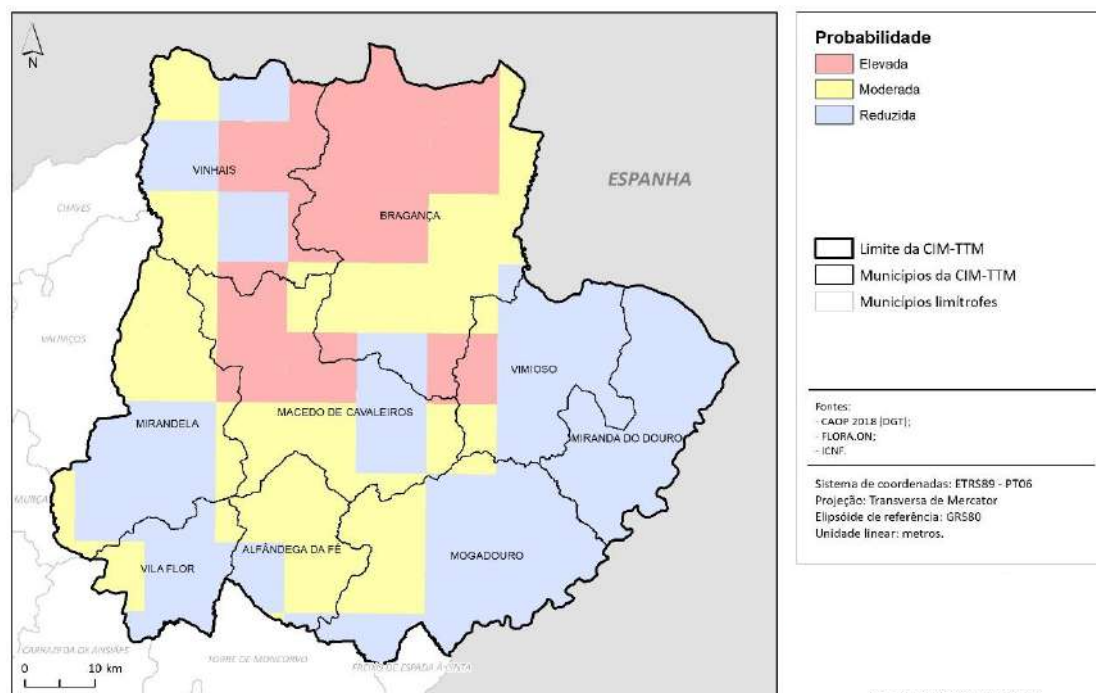 N
ESPANHA
VINHAIS
CHAVES
BRAGANÇA
VALPAÇOS
VIMIOSO
MACEDO DE CAVALEIROS
MIRANDELA
MIRANDA DO DOURO
MURÇA
ALFÂNDEGA DA FÉ
MOGADOURO
VILA FLOR
CARRAZEDA DE ANSIÃES
TORRE DE MONCORVO
FREIXO DE ESPADA À CINTA
0 10 km
Probabilidade
Elevada
Moderada
Reduzida
Limite da CIM-TTM
Municípios da CIM-TTM
Municípios limítrofes
Fontes:
- CAOP 2018 (DGT);
- FLORA.ON;
- ICNF.
Sistema de coordenadas: ETRS89 - PT06
Projeção: Transversa de Mercator
Elipsóide de referência: GRS80
Unidade linear: metros.